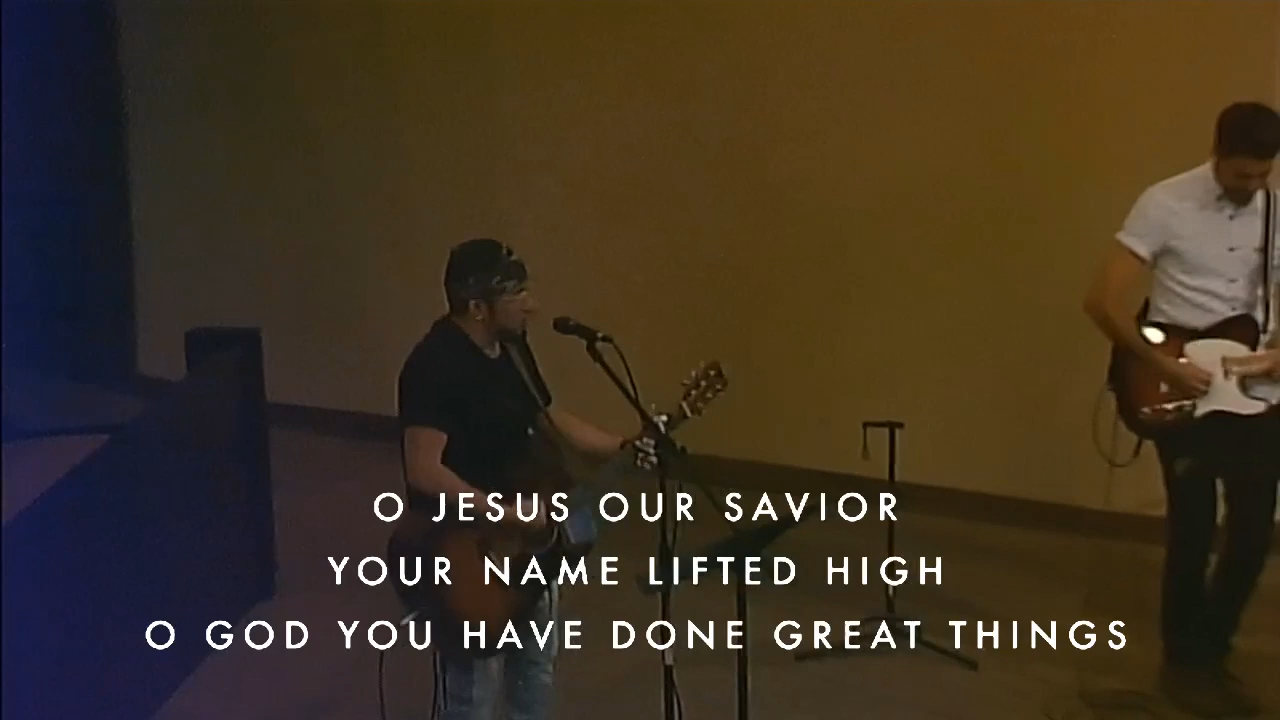 O JESUS OUR SAVIOR
YOUR NAME LIFTED HIGH
O GOD YOU HAVE DONE GREAT THINGS